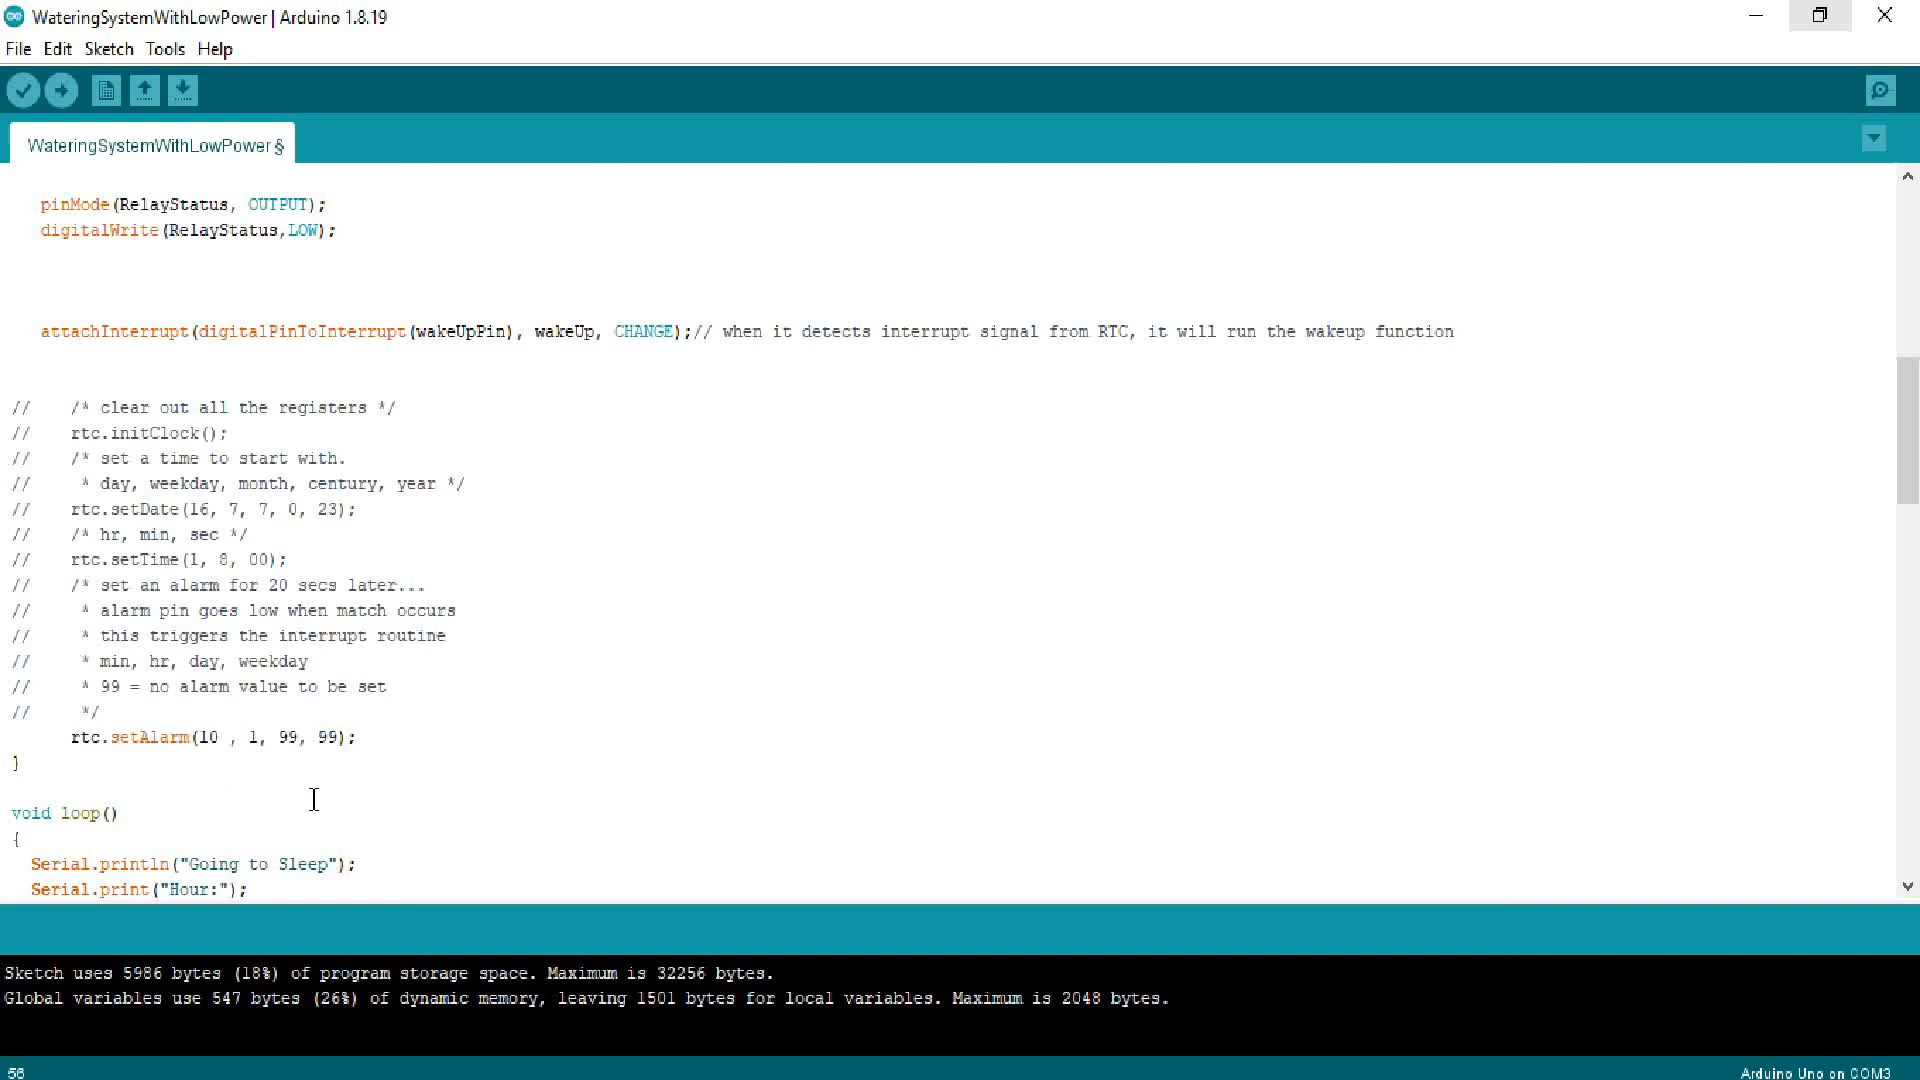 WateringSystemWithLowPower | Arduino 1.8.19
File Edit Sketch Tools Help
WateringSystemWithLowPower §
pinMode(RelayStatus, OUTPUT);
digitalWrite(RelayStatus,LOW);
attachInterrupt(digitalPinToInterrupt(wakeUpPin), wakeUp, CHANGE);// when it detects interrupt signal from RTC, it will run the wakeup function
// /* clear out all the registers */
// rtc.initClock();
// /* set a time to start with.
// * day, weekday, month, century, year */
// rtc.setDate(16, 7, 7, 0, 23);
// /* hr, min, sec */
// rtc.setTime(1, 8, 00);
// /* set an alarm for 20 secs later...
// * alarm pin goes low when match occurs
// * this triggers the interrupt routine
// * min, hr, day, weekday
// * 99 = no alarm value to be set
// */
rtc.setAlarm(10 , 1, 99, 99);
}
void loop()
{
Serial.println("Going to Sleep");
Serial.print("Hour:");
Sketch uses 5986 bytes (18%) of program storage space. Maximum is 32256 bytes.
Global variables use 547 bytes (26%) of dynamic memory, leaving 1501 bytes for local variables. Maximum is 2048 bytes.
56
Arduino Uno on COM3